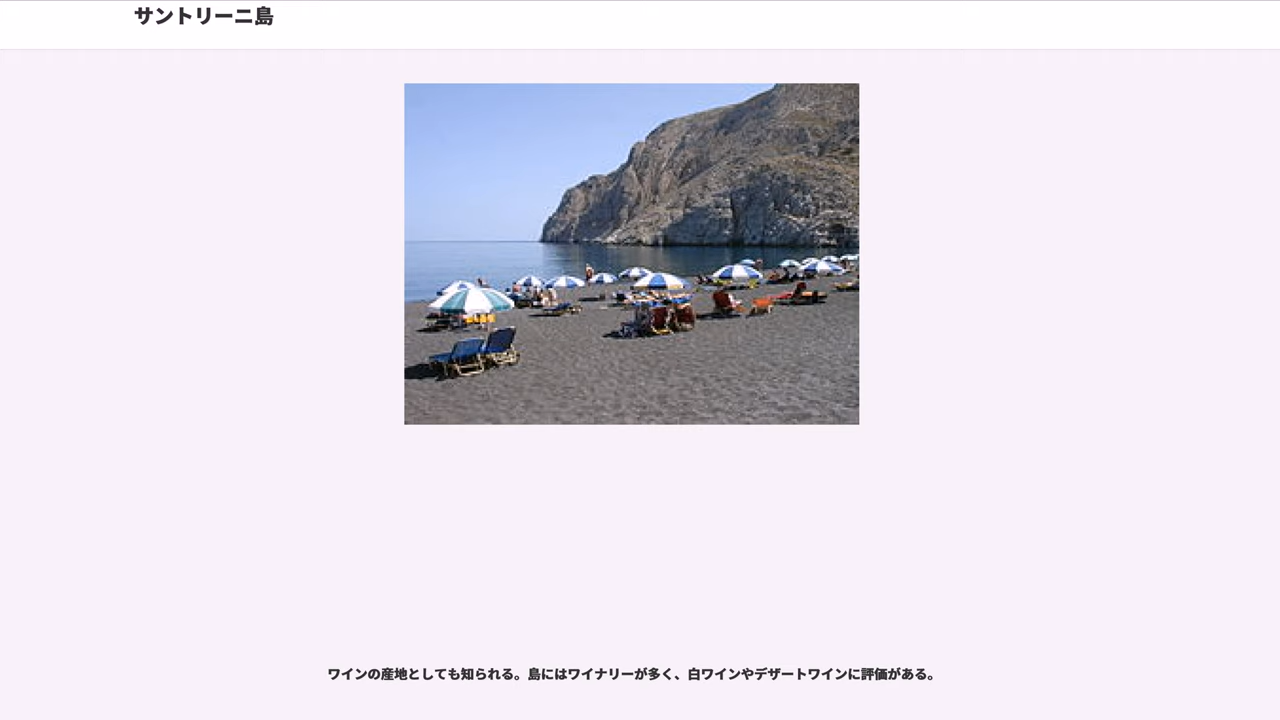 サントリーニ島
ワインの産地としても知られる。島にはワイナリーが多く、白ワインやデザートワインに評価がある。